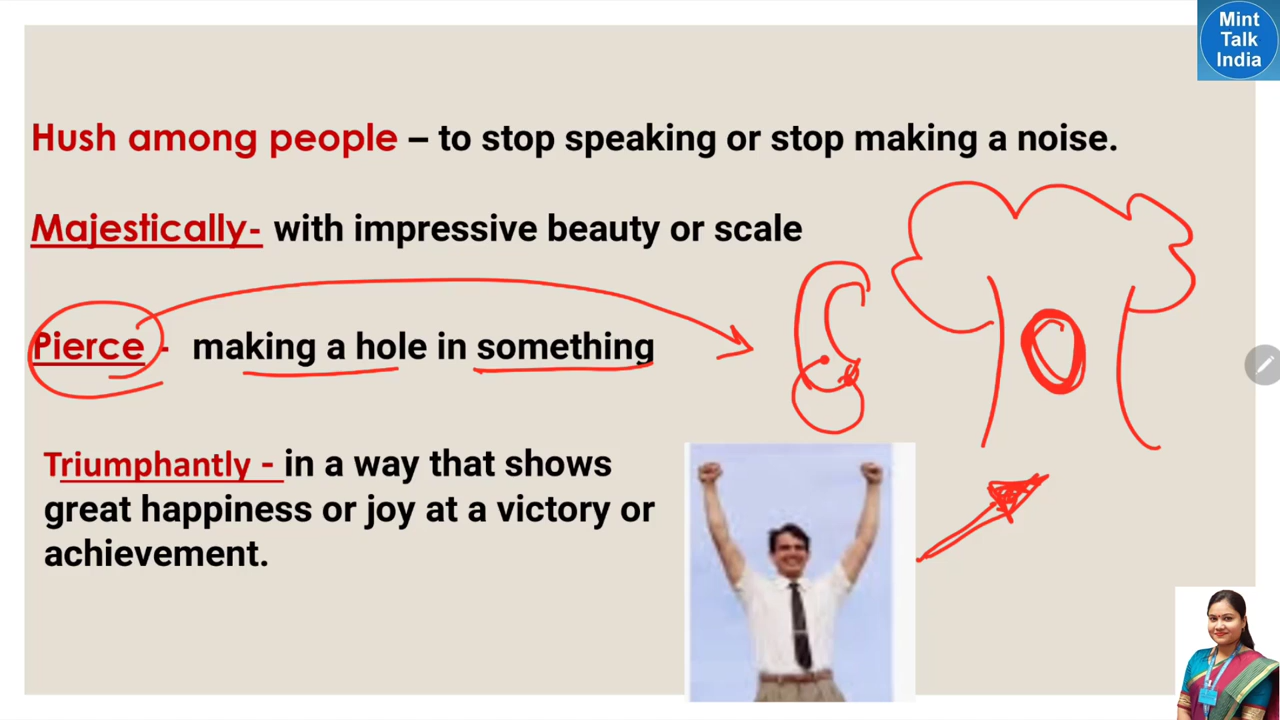 Mint
Talk
India
Hush among people – to stop speaking or stop making a noise.
Majestically- with impressive beauty or scale
Pierce - making a hole in something
Triumphantly - in a way that shows
great happiness or joy at a victory or
achievement.